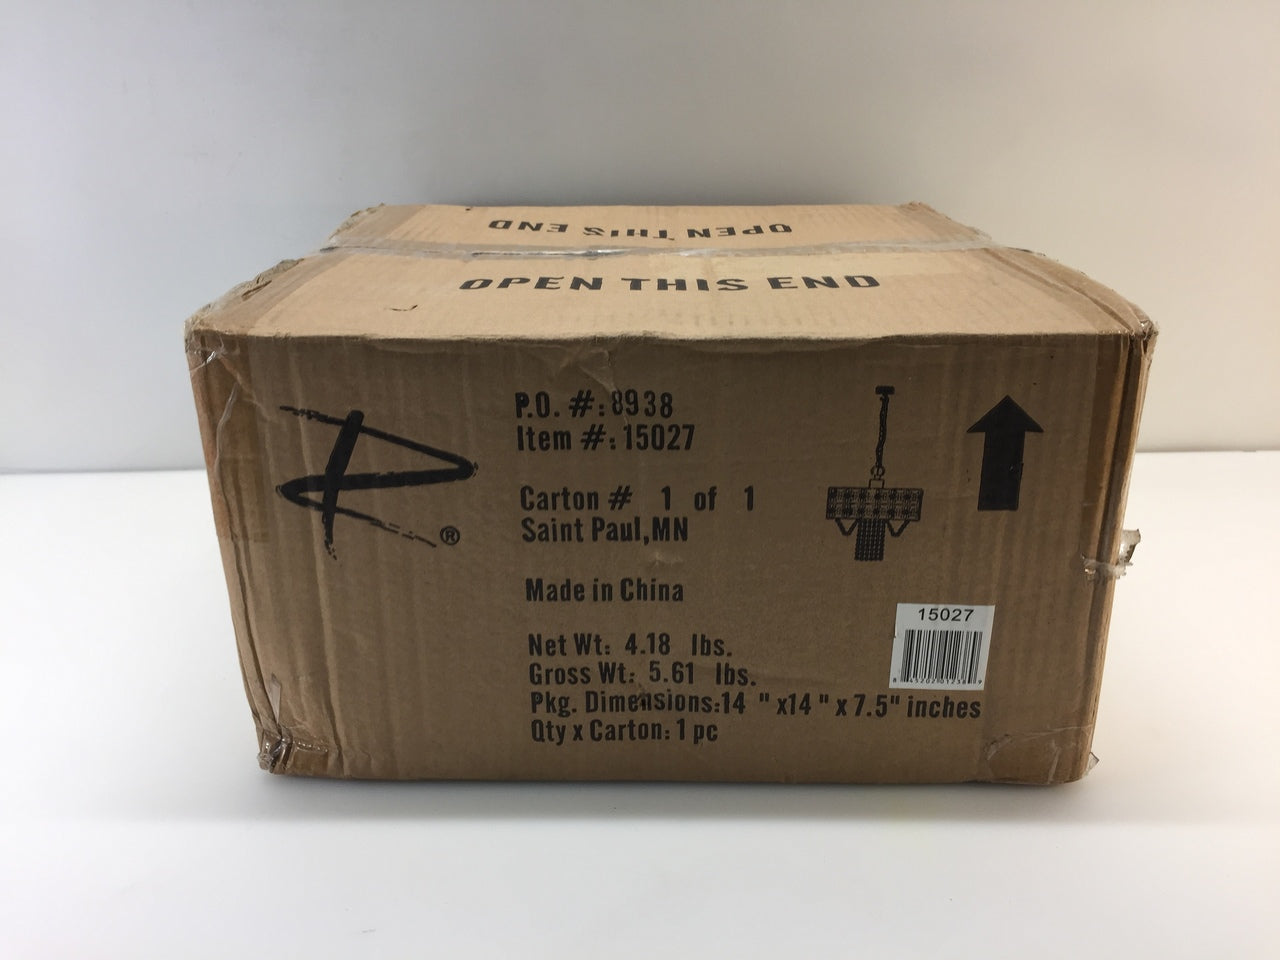 OPEN THIS END
OPEN THIS END
P.O. #: 8938
Item #: 15027
Carton # 1 of 1
Saint Paul,MN
Made in China
Net Wt: 4.18 lbs.
Gross Wt: 5.61 lbs.
Pkg. Dimensions:14 " x14 " x 7.5" inches
Qty x Carton: 1 pc
R®
15027